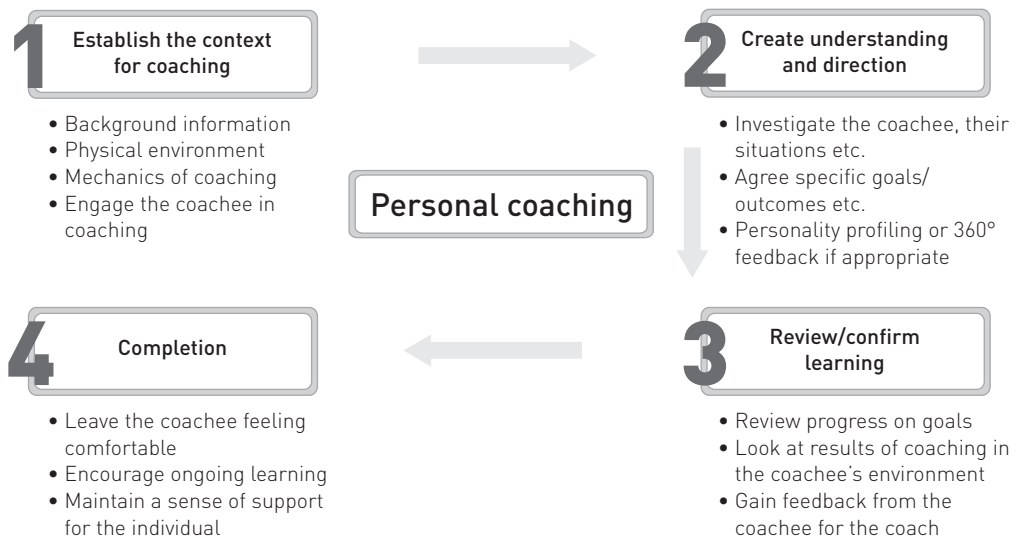 1
Establish the context
for coaching
• Background information
• Physical environment
• Mechanics of coaching
• Engage the coachee in
coaching
2
Create understanding
and direction
• Investigate the coachee, their
situations etc.
• Agree specific goals/
outcomes etc.
• Personality profiling or 360°
feedback if appropriate
Personal coaching
3
Review/confirm
learning
• Review progress on goals
• Look at results of coaching in
the coachee's environment
• Gain feedback from the
coachee for the coach
4
Completion
• Leave the coachee feeling
comfortable
• Encourage ongoing learning
• Maintain a sense of support
for the individual